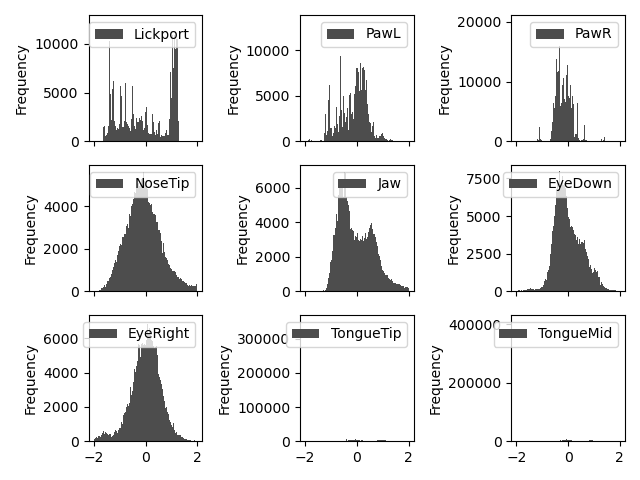 Lickport
Frequency
10000
5000
0
PawL
Frequency
10000
5000
0
PawR
Frequency
20000
10000
0
NoseTip
Frequency
4000
2000
0
Jaw
Frequency
6000
4000
2000
0
EyeDown
Frequency
7500
5000
2500
0
EyeRight
Frequency
6000
4000
2000
0
−2 0 2
TongueTip
Frequency
300000
200000
100000
0
−2 0 2
TongueMid
Frequency
400000
200000
0
−2 0 2